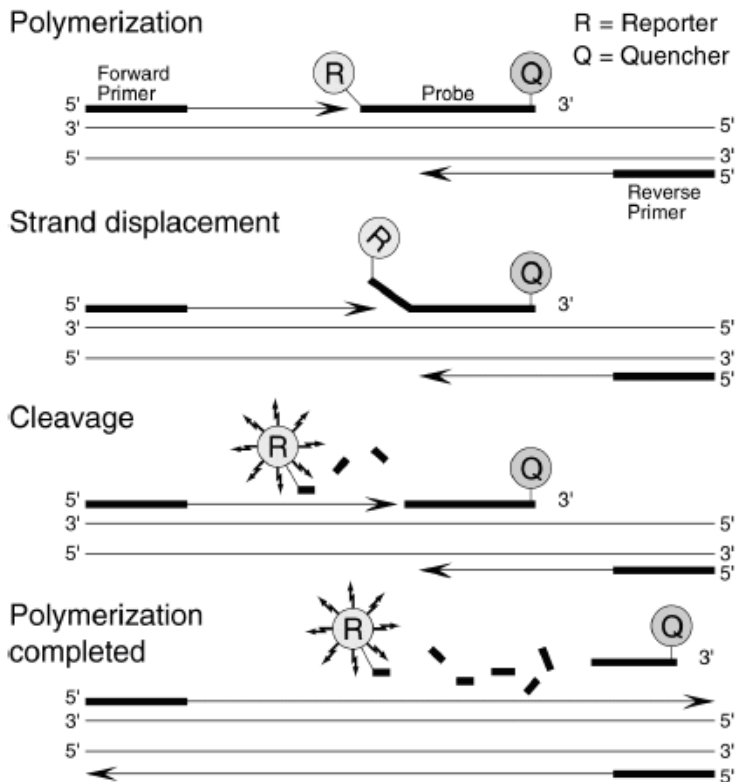 Polymerization
R = Reporter
Q = Quencher
Forward
Primer
R
Probe
Q
5'
3'
3'
5'
5'
3'
5'
Reverse
Primer
Strand displacement
R
Q
5'
3'
3'
5'
5'
3'
5'
Cleavage
R
Q
5'
3'
3'
5'
5'
3'
5'
Polymerization
completed
R
Q
3'
5'
3'
5'
5'
3'
5'